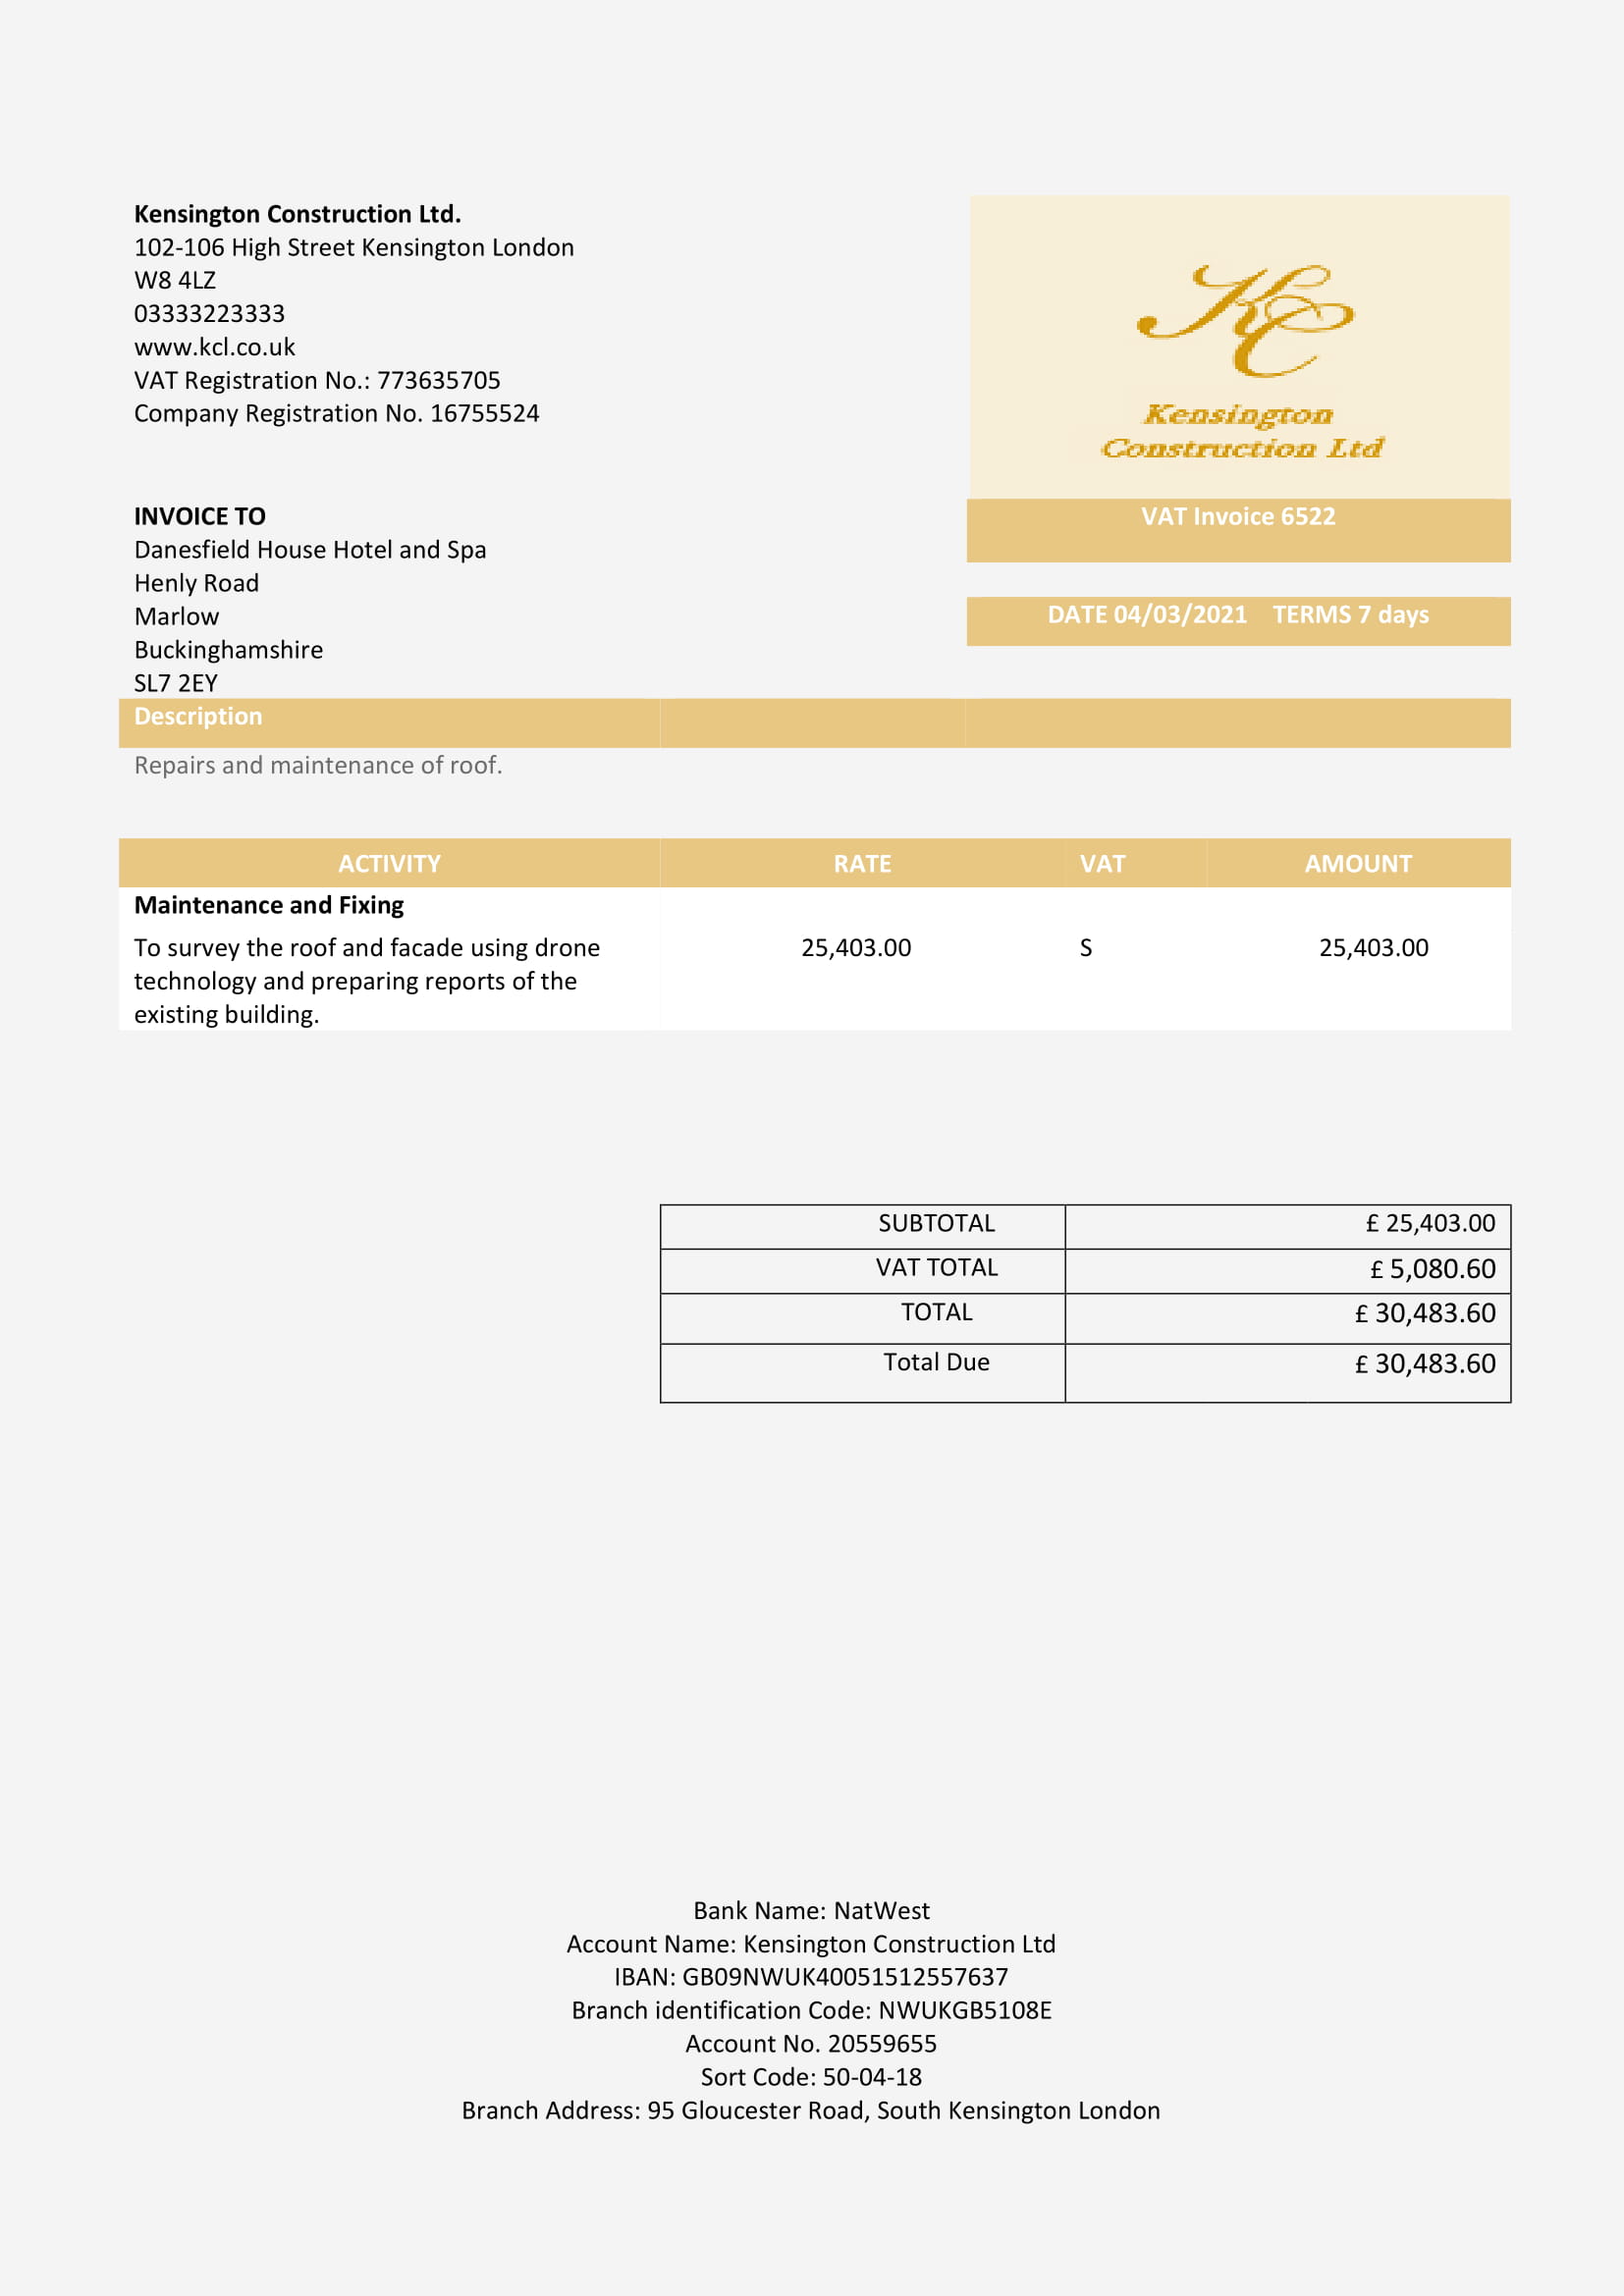 Kensington Construction Ltd.
102-106 High Street Kensington London
W8 4LZ
03333223333
www.kcl.co.uk
VAT Registration No.: 773635705
Company Registration No. 16755524
KC
Kensington
Construction Ltd
INVOICE TO
Danesfield House Hotel and Spa
Henly Road
Marlow
Buckinghamshire
SL7 2EY
VAT Invoice 6522
DATE 04/03/2021 TERMS 7 days
Description
Repairs and maintenance of roof.
ACTIVITY RATE VAT AMOUNT
Maintenance and Fixing
To survey the roof and facade using drone 25,403.00 S 25,403.00
technology and preparing reports of the
existing building.
SUBTOTAL £ 25,403.00
VAT TOTAL £ 5,080.60
TOTAL £ 30,483.60
Total Due £ 30,483.60
Bank Name: NatWest
Account Name: Kensington Construction Ltd
IBAN: GB09NWUK40051512557637
Branch identification Code: NWUKGB5108E
Account No. 20559655
Sort Code: 50-04-18
Branch Address: 95 Gloucester Road, South Kensington London